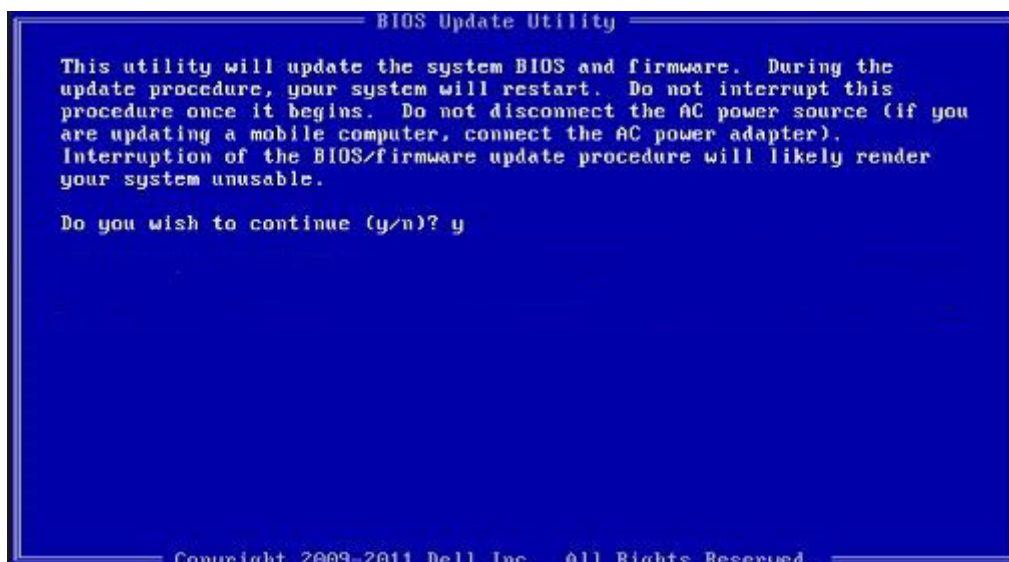 BIOS Update Utility
This utility will update the system BIOS and firmware. During the
update procedure, your system will restart. Do not interrupt this
procedure once it begins. Do not disconnect the AC power source (if you
are updating a mobile computer, connect the AC power adapter).
Interruption of the BIOS/firmware update procedure will likely render
your system unusable.
Do you wish to continue (y/n)? y
Copyright 2009-2011 Dell Inc. All Rights Reserved.